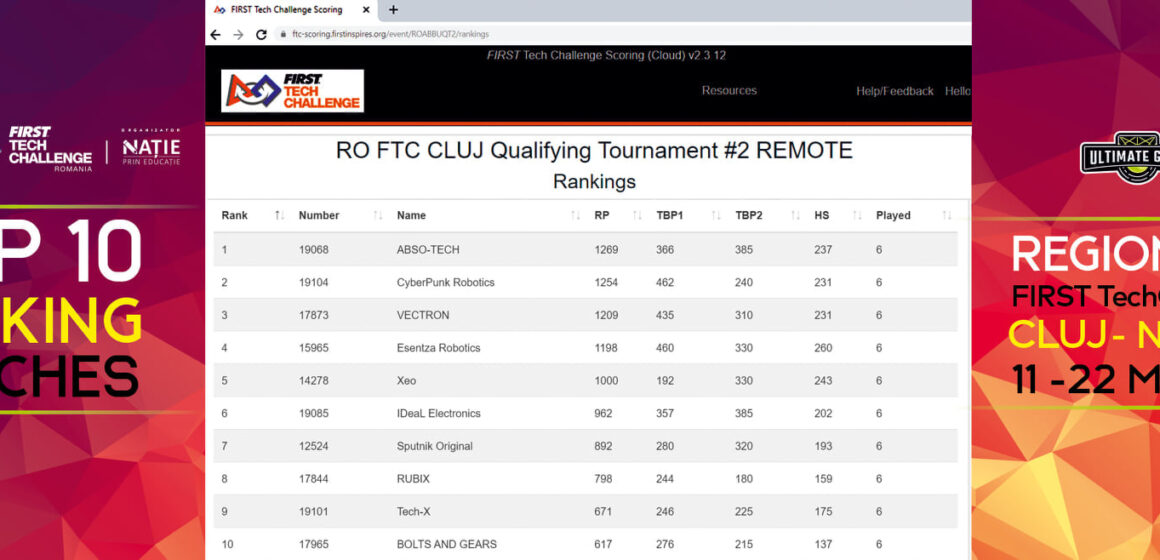 FIRST Tech Challenge Scoring
ftc-scoring.firstinspires.org/event/ROABBUQT2/rankings
FIRST Tech Challenge Scoring (Cloud) v2 3 12
FIRST
TECH
CHALLENGE
Resources
Help/Feedback
Hello
FIRST
TECH
CHALLENGE
ROMANIA
ORGANIZATOR
NAȚIE
PRIN EDUCAȚIE
P 10
KING
CHES
RO FTC CLUJ Qualifying Tournament #2 REMOTE
Rankings
Rank Number Name RP TBP1 TBP2 HS Played
1 19068 ABSO-TECH 1269 366 385 237 6
2 19104 CyberPunk Robotics 1254 462 240 231 6
3 17873 VECTRON 1209 435 310 231 6
4 15965 Esentza Robotics 1198 460 330 260 6
5 14278 Xeo 1000 192 330 243 6
6 19085 IDeaL Electronics 962 357 385 202 6
7 12524 Sputnik Original 892 280 320 193 6
8 17844 RUBIX 798 244 180 159 6
9 19101 Tech-X 671 246 225 175 6
10 17965 BOLTS AND GEARS 617 276 215 137 6
ULTIMATE G
REGION
FIRST Tech
CLUJ- N
11 -22 M